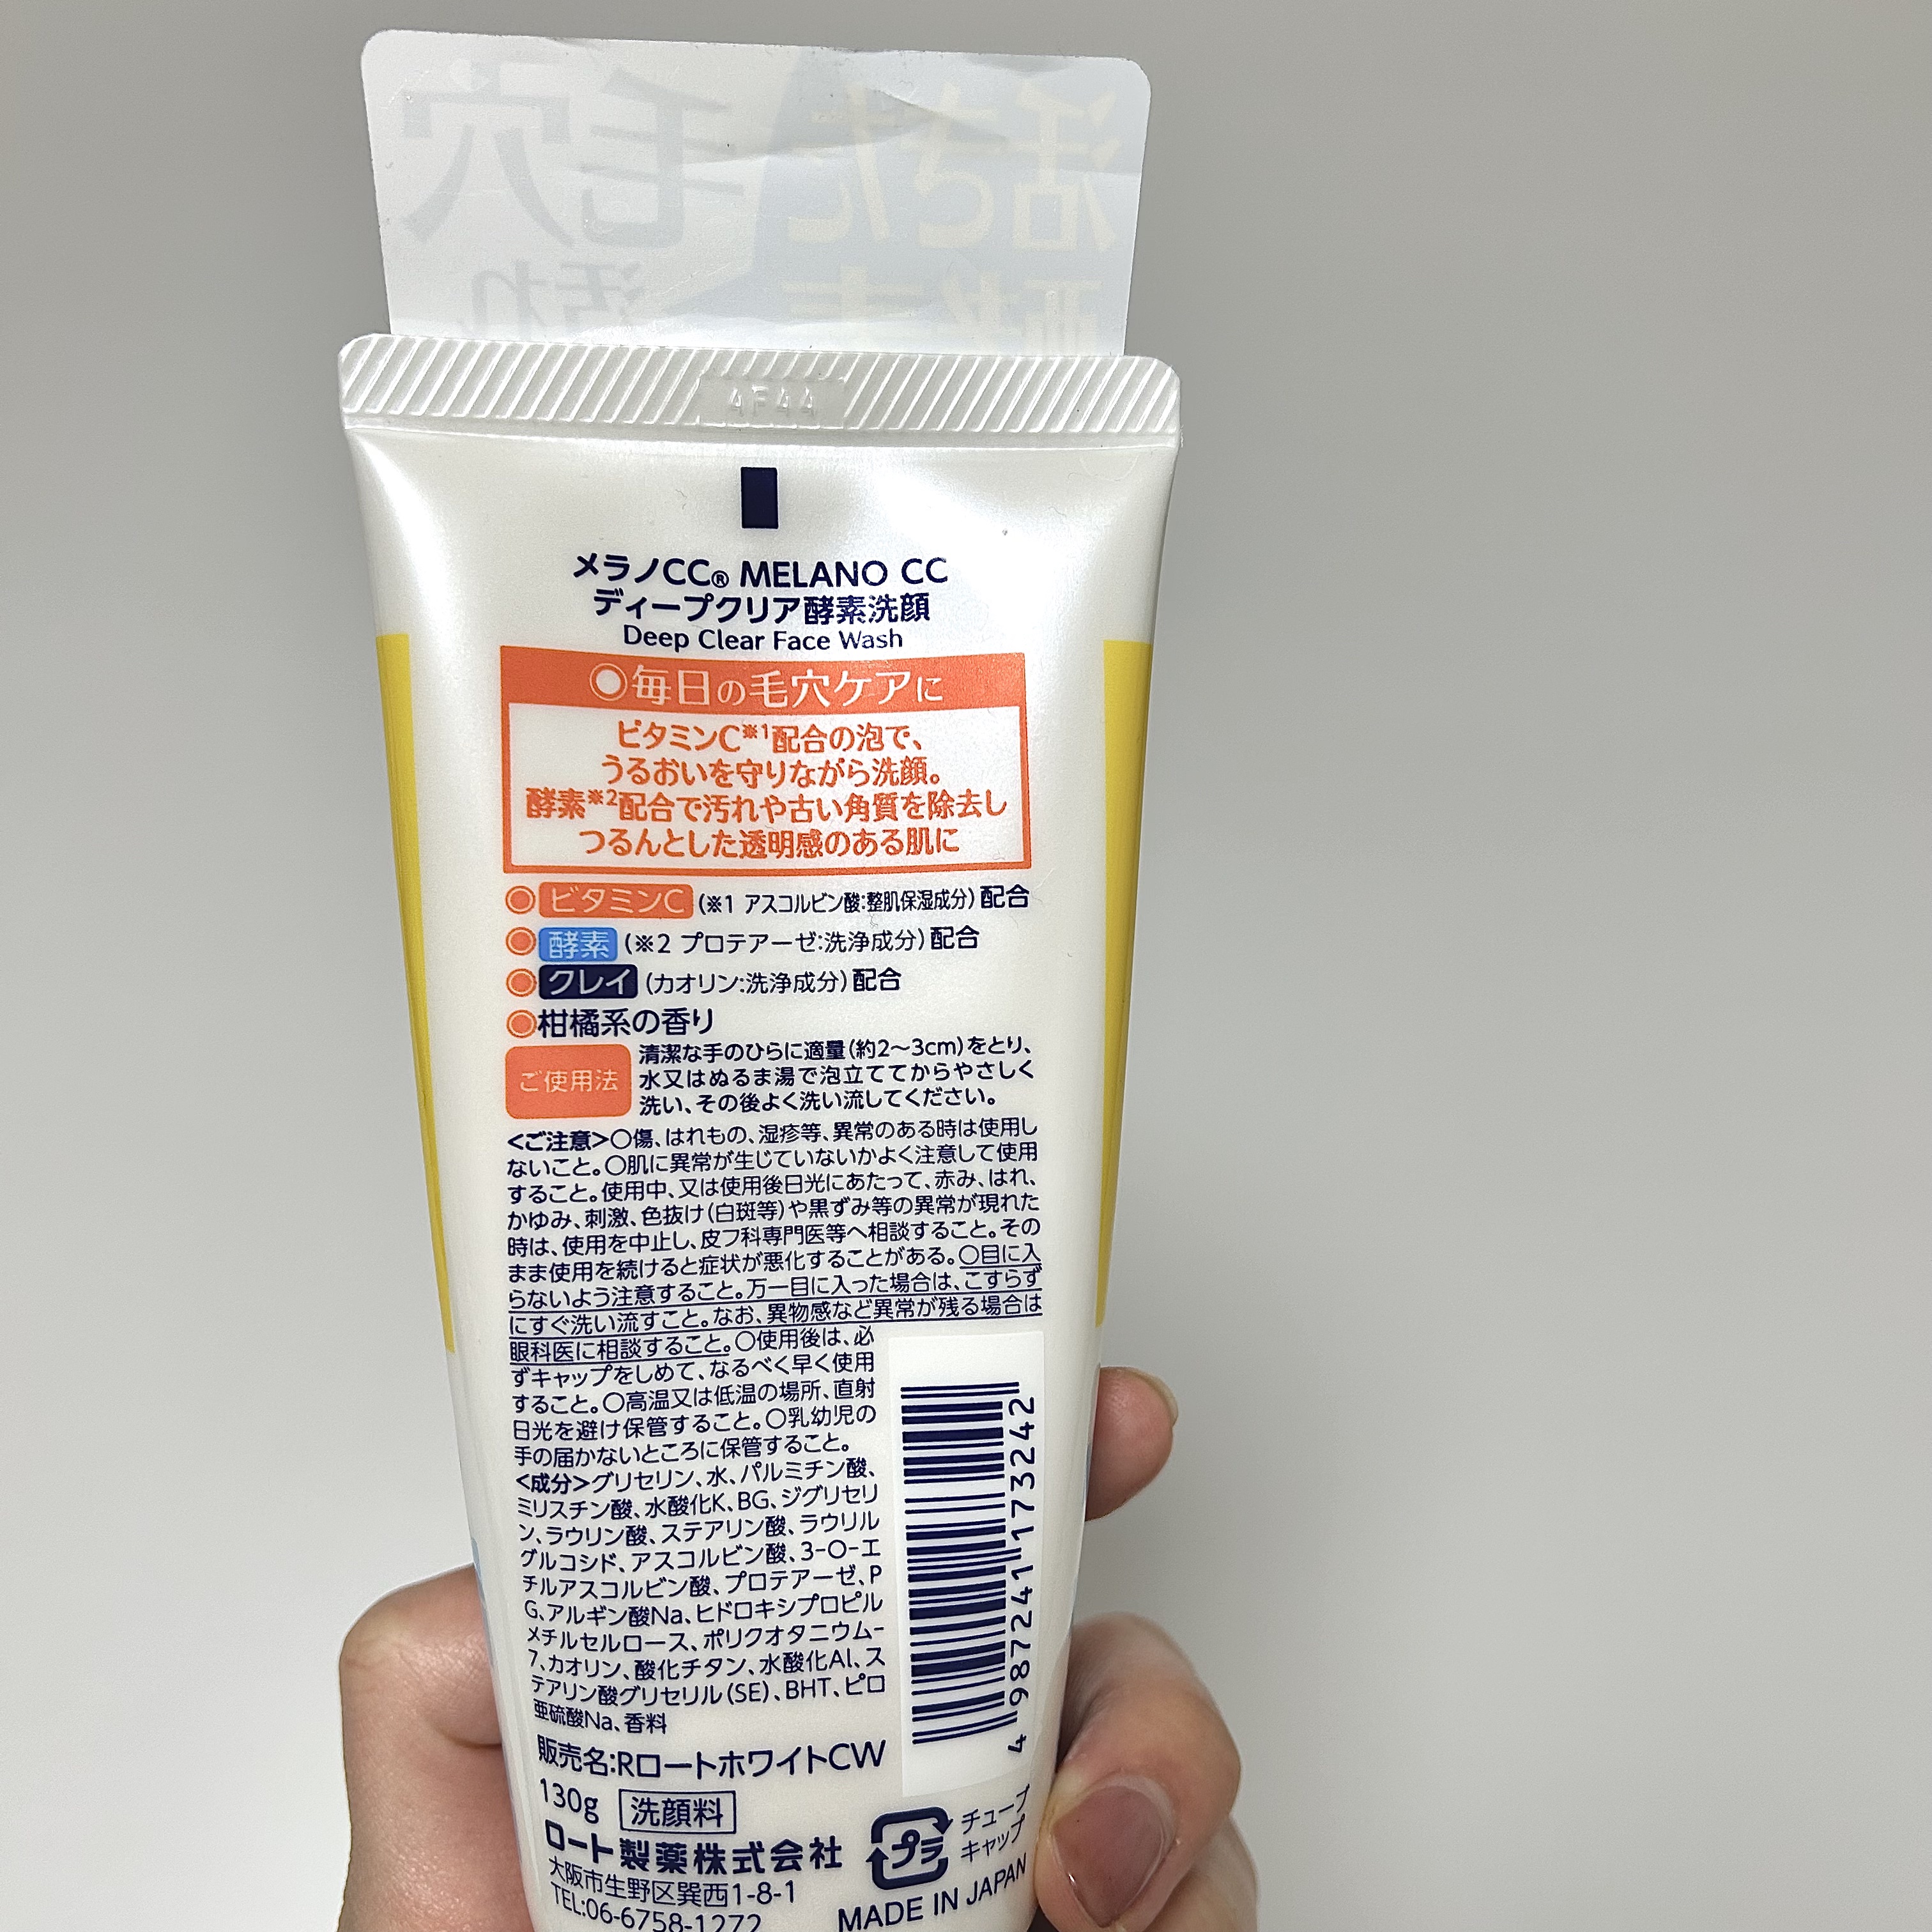 毛穴 活きた
汚れ 酵素
4F44
メラノCC® MELANO CC
ディープクリア酵素洗顔
Deep Clear Face Wash
◎毎日の毛穴ケアに
ビタミンC※1配合の泡で、
うるおいを守りながら洗顔。
酵素※2配合で汚れや古い角質を除去し
つるんとした透明感のある肌に
◎ビタミンC(※1 アスコルビン酸:整肌保湿成分)配合
◎酵素(※2 プロテアーゼ:洗浄成分)配合
◎クレイ(カオリン:洗浄成分)配合
◎柑橘系の香り
ご使用法
清潔な手のひらに適量(約2〜3cm)をとり、
水又はぬるま湯で泡立ててからやさしく
洗い、その後よく洗い流してください。
<ご注意>○傷、はれもの、湿疹等、異常のある時は使用し
ないこと。○肌に異常が生じていないかよく注意して使用
すること。使用中、又は使用後日光にあたって、赤み、はれ、
かゆみ、刺激、色抜け(白斑等)や黒ずみ等の異常が現れた
時は、使用を中止し、皮フ科専門医等へ相談すること。その
まま使用を続けると症状が悪化することがある。○目に入
らないよう注意すること。万一目に入った場合は、こすらず
にすぐ洗い流すこと。なお、異物感など異常が残る場合は
眼科医に相談すること。○使用後は、必
ずキャップをしめて、なるべく早く使用
すること。○高温又は低温の場所、直射
日光を避け保管すること。○乳幼児の
手の届かないところに保管すること。
<成分>グリセリン、水、パルミチン酸、
ミリスチン酸、水酸化K、BG、ジグリセリ
ン、ラウリン酸、ステアリン酸、ラウリル
グルコシド、アスコルビン酸、3-O-エ
チルアスコルビン酸、プロテアーゼ、P
G、アルギン酸Na、ヒドロキシプロピル
メチルセルロース、ポリクオタニウム-
7、カオリン、酸化チタン、水酸化Al、ス
テアリン酸グリセリル(SE)、BHT、ピロ
亜硫酸Na、香料
4 987241 173242
販売名:RロートホワイトCW
130g 洗顔料
ロート製薬株式会社
大阪市生野区巽西1-8-1
TEL:06-6758-1272
プラ
チューブ
キャップ
MADE IN JAPAN